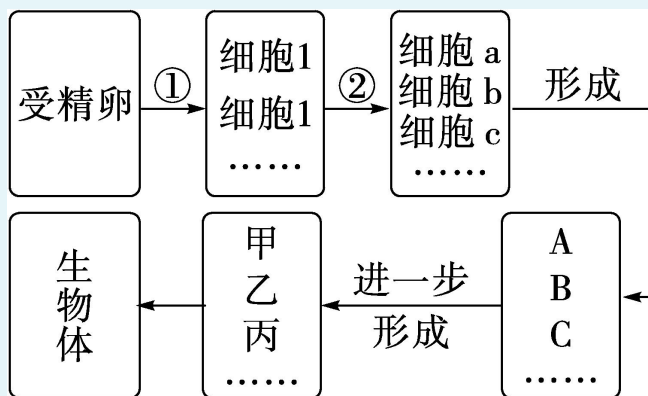 受精卵
①
细胞1
细胞1
……
②
细胞 a
细胞 b
细胞 c
……
形成
生物体
甲
乙
丙
……
进一步
形成
A
B
C
……